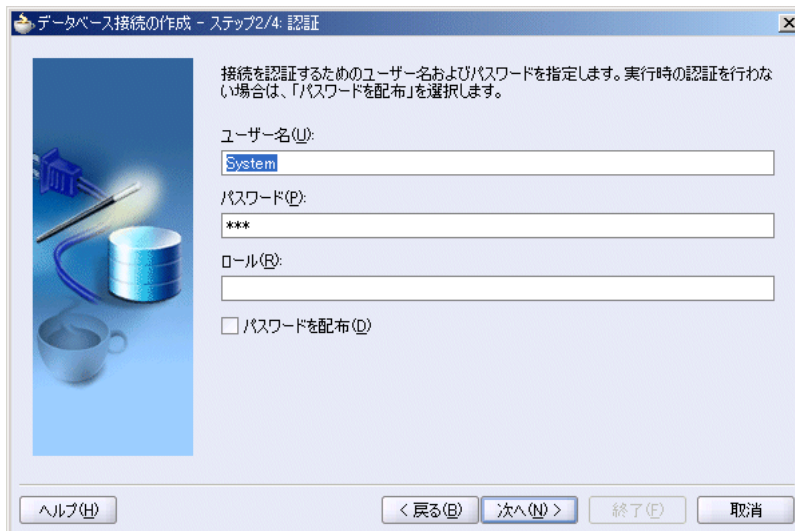 データベース接続の作成 - ステップ2/4: 認証
接続を認証するためのユーザー名およびパスワードを指定します。実行時の認証を行わな
い場合は、「パスワードを配布」を選択します。
ユーザー名(U):
System
パスワード(P):
***
ロール(R):
パスワードを配布(D)
ヘルプ(H)
< 戻る(B)
次へ(N) >
終了(F)
取消